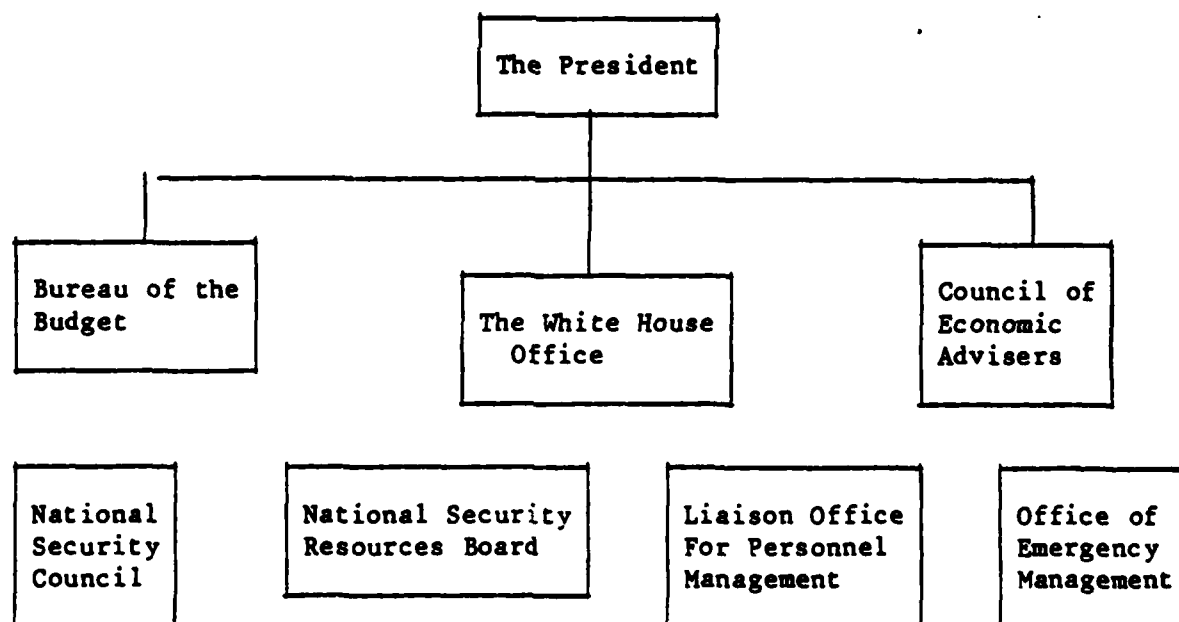 The President
Bureau of the
Budget
The White House
Office
Council of
Economic
Advisers
National
Security
Council
National Security
Resources Board
Liaison Office
For Personnel
Management
Office of
Emergency
Management